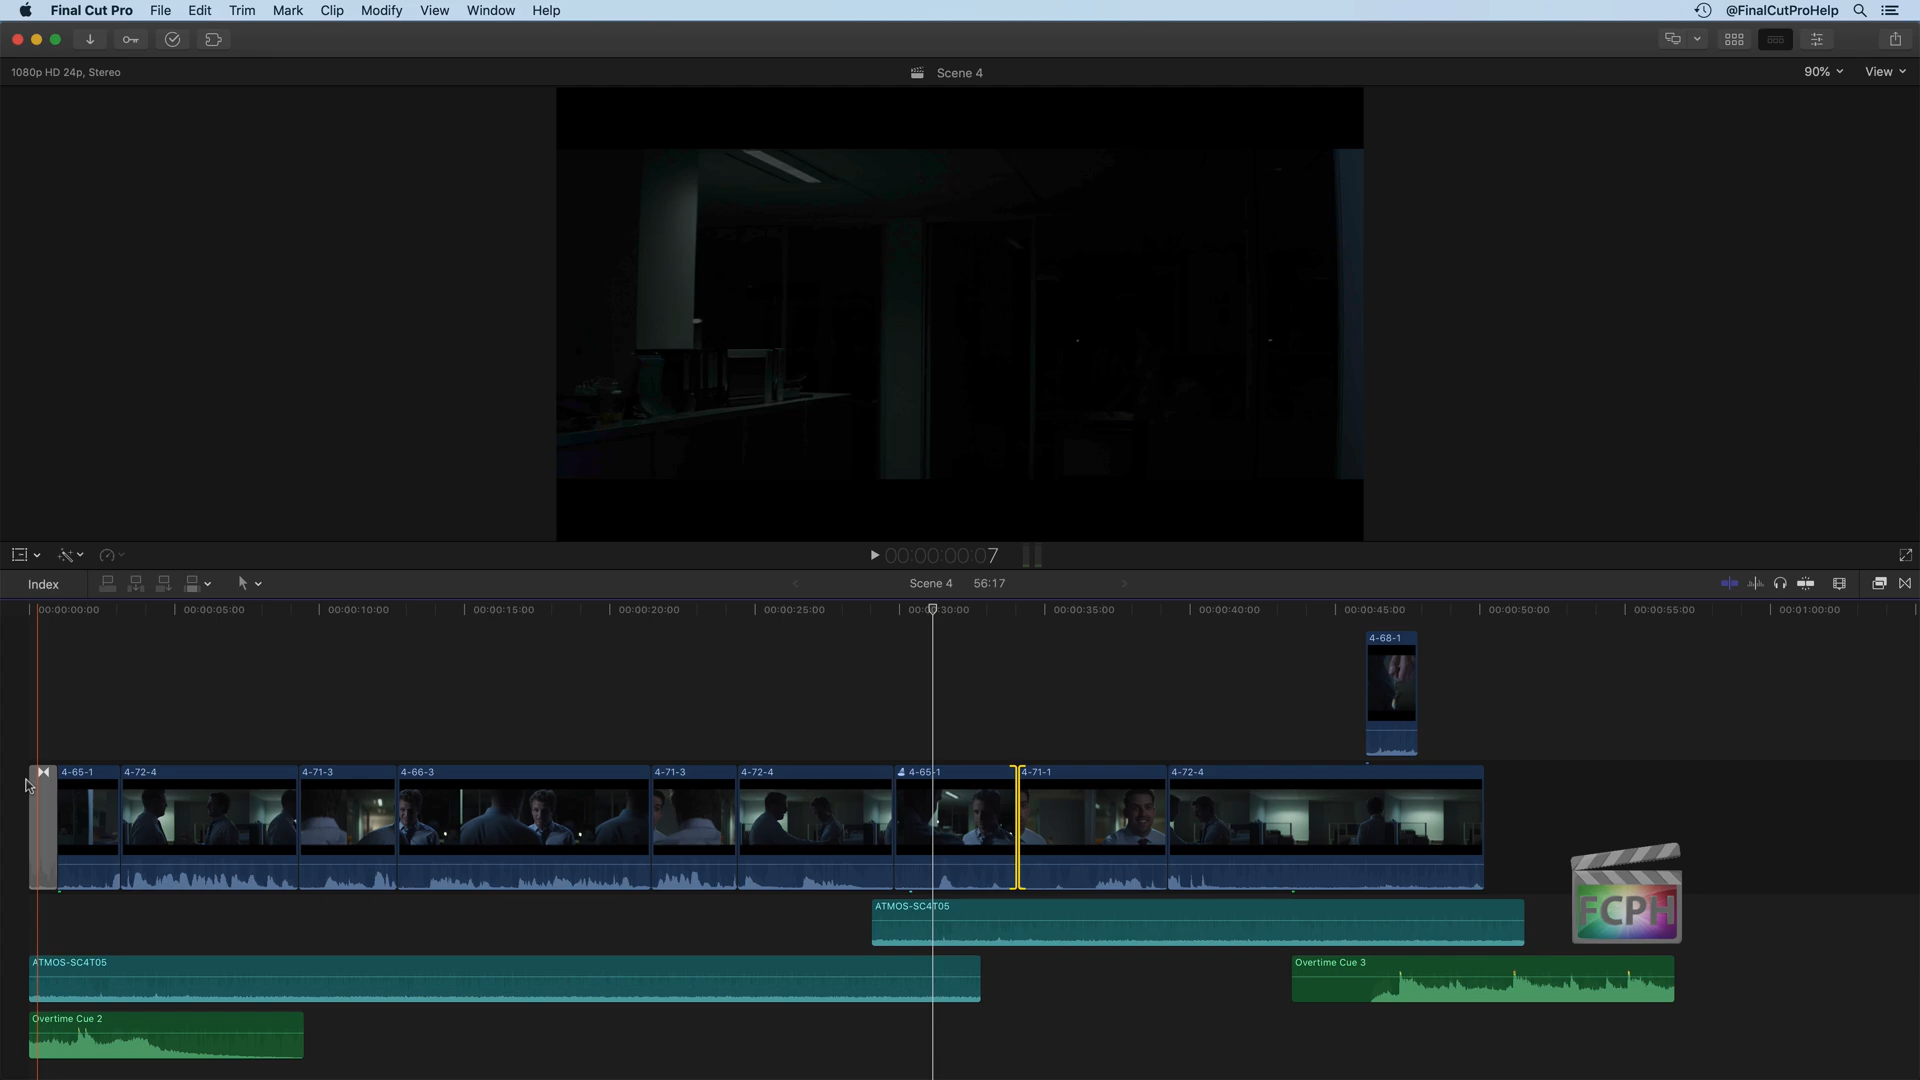 Final Cut Pro File Edit Trim Mark Clip Modify View Window Help @FinalCutProHelp
1080p HD 24p, Stereo Scene 4 90% View
00:00:00:07
Index Scene 4 56:17
00:00:00:00 00:00:05:00 00:00:10:00 00:00:15:00 00:00:20:00 00:00:25:00 00:00:30:00 00:00:35:00 00:00:40:00 00:00:45:00 00:00:50:00 00:00:55:00 00:01:00:00
4-68-1
4-65-1 4-72-4 4-71-3 4-66-3 4-71-3 4-72-4 4-65-1 4-71-1 4-72-4
ATMOS-SC4T05
FCPH
ATMOS-SC4T05 Overtime Cue 3
Overtime Cue 2